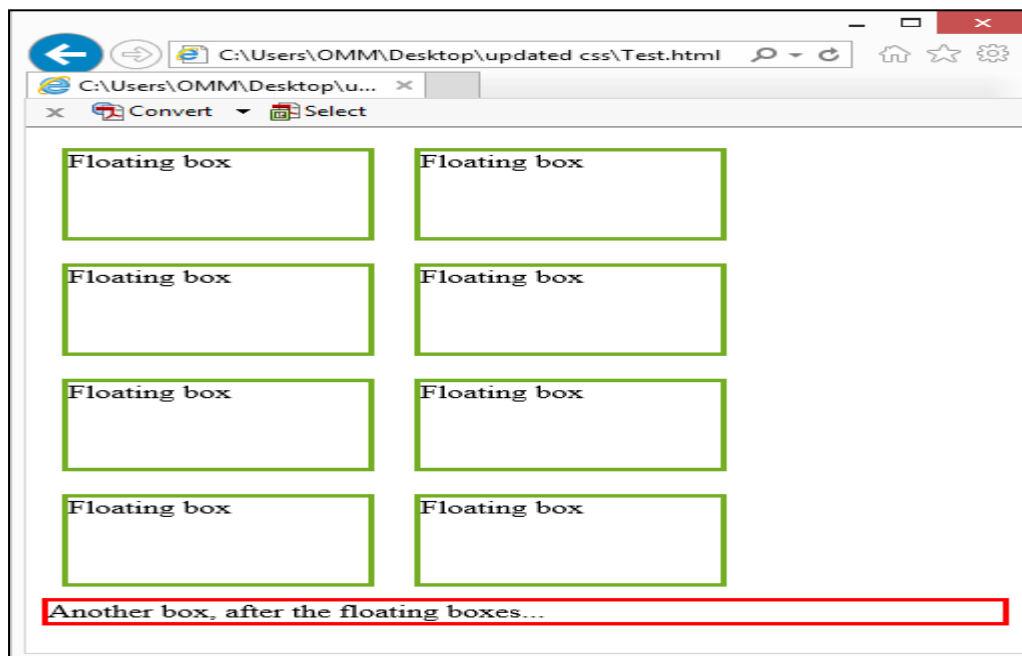 C:\Users\OMM\Desktop\updated css\Test.html
C:\Users\OMM\Desktop\u...
Convert Select
Floating box Floating box
Floating box Floating box
Floating box Floating box
Floating box Floating box
Another box, after the floating boxes...